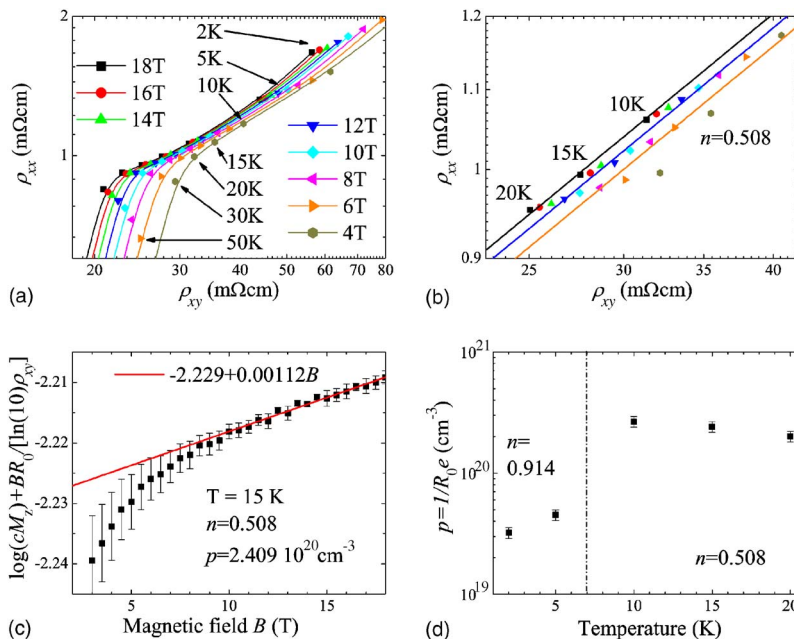 2
1
ρxx (mΩcm)
18T
16T
14T
2K
5K
10K
15K
20K
30K
50K
12T
10T
8T
6T
4T
20 30 40 50 60 70 80
ρxy (mΩcm)
(a)
1.2
1.1
1.0
0.9
ρxx (mΩcm)
10K
15K
20K
n=0.508
25 30 35 40
ρxy (mΩcm)
(b)
-2.21
-2.22
-2.23
-2.24
log(cMz)+BR0/[ln(10)ρxy]
-2.229+0.00112B
T = 15 K
n=0.508
p=2.409 10²⁰cm⁻³
5 10 15
Magnetic field B (T)
(c)
10²¹
10²⁰
10¹⁹
p=1/R0e (cm⁻³)
n=
0.914
n=0.508
0 5 10 15 20
Temperature (K)
(d)